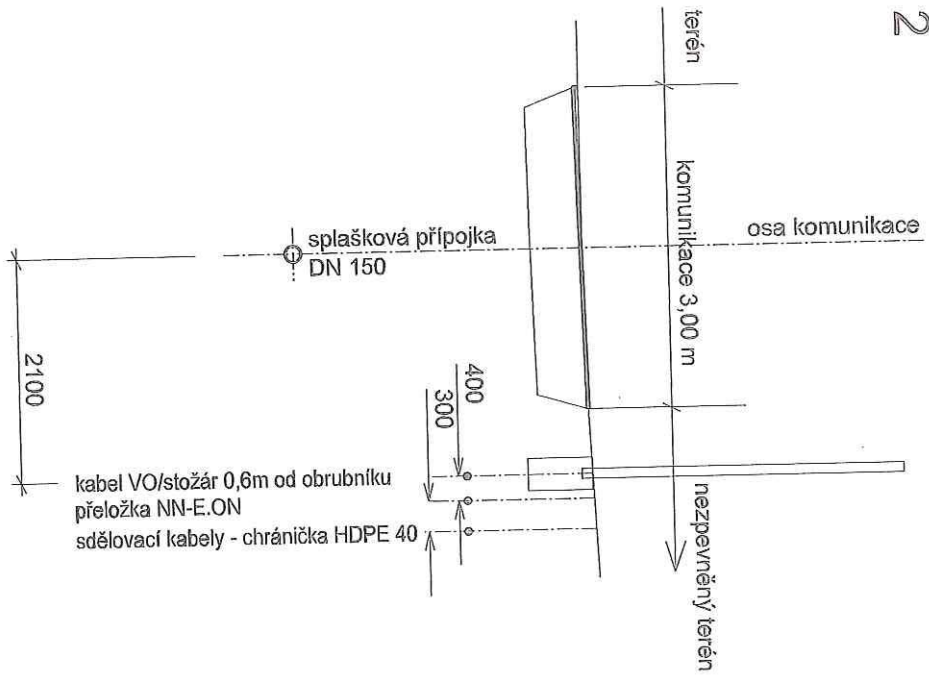 2
terén
komunikace 3,00 m
nezpevněný terén
osa komunikace
splašková přípojka
DN 150
2100
400
300
kabel VO/stožár 0,6m od obrubníku
přeložka NN-E.ON
sdělovací kabely - chránička HDPE 40